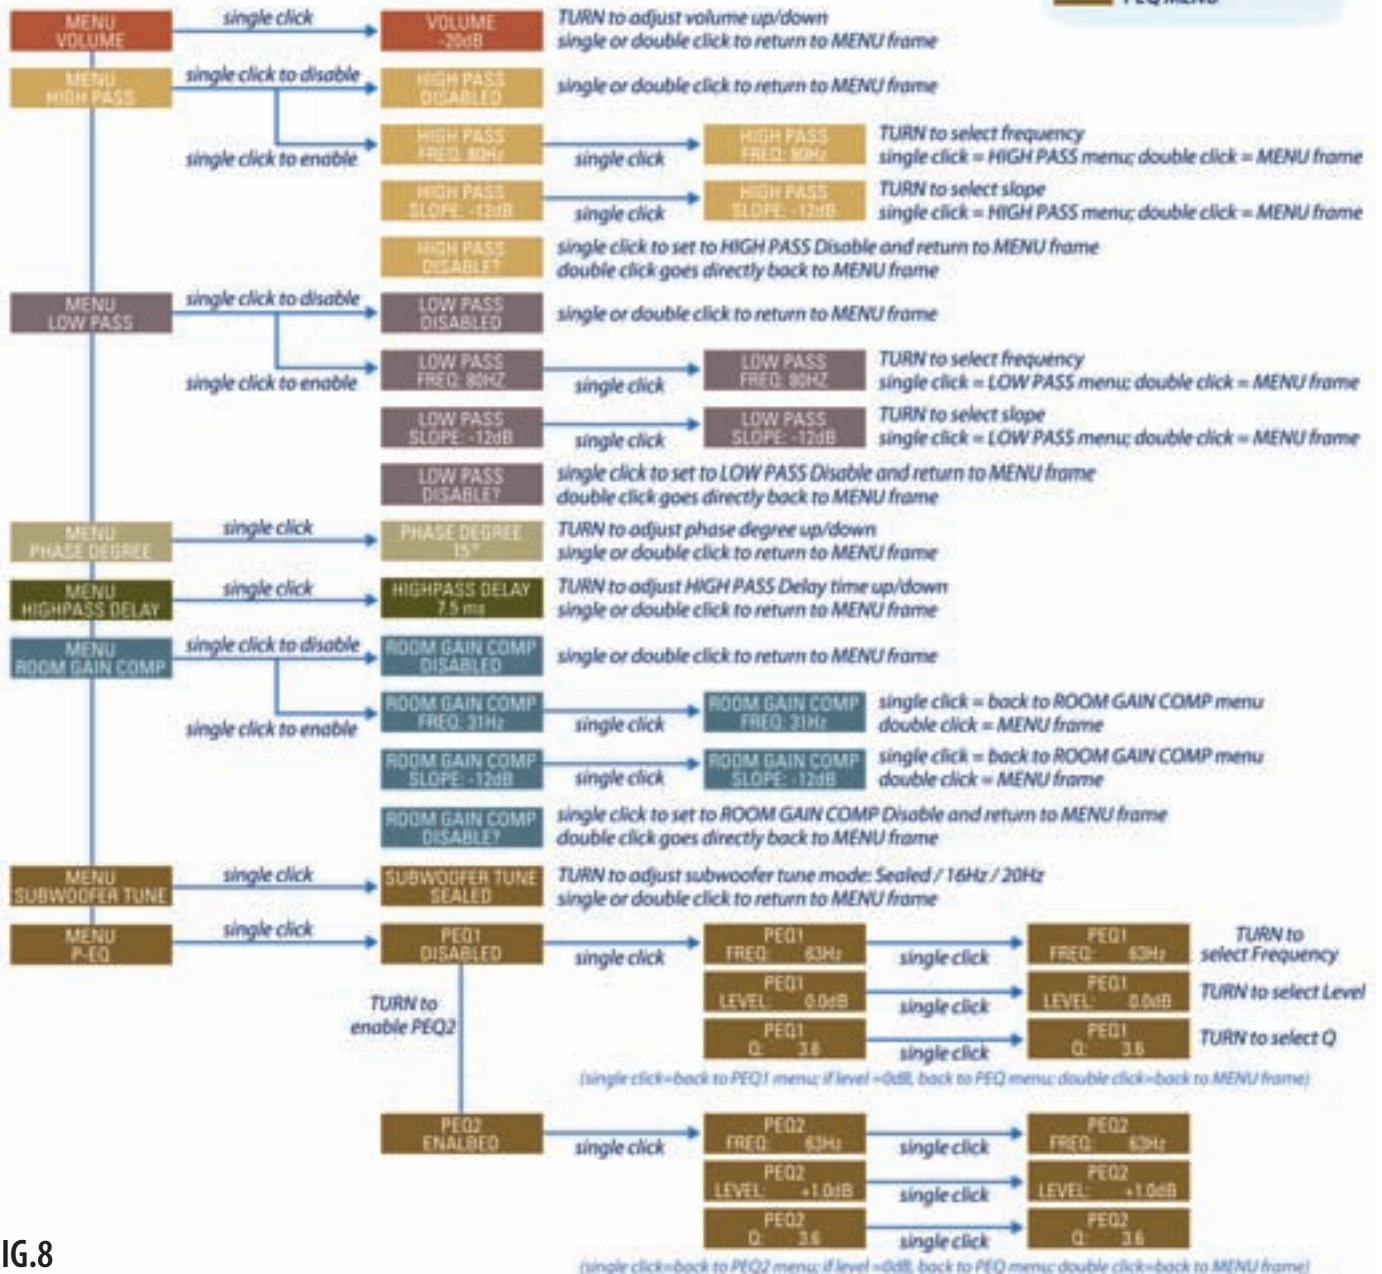 PEQ MENU
MENU
VOLUME
single click
VOLUME
-20dB
TURN to adjust volume up/down
single or double click to return to MENU frame
MENU
HIGH PASS
single click to disable
HIGH PASS
DISABLED
single or double click to return to MENU frame
single click to enable
HIGH PASS
FREQ: 80Hz
single click
HIGH PASS
FREQ: 80Hz
TURN to select frequency
single click = HIGH PASS menu; double click = MENU frame
HIGH PASS
SLOPE: -12dB
single click
HIGH PASS
SLOPE: -12dB
TURN to select slope
single click = HIGH PASS menu; double click = MENU frame
HIGH PASS
DISABLE?
single click to set to HIGH PASS Disable and return to MENU frame
double click goes directly back to MENU frame
MENU
LOW PASS
single click to disable
LOW PASS
DISABLED
single or double click to return to MENU frame
single click to enable
LOW PASS
FREQ: 80HZ
single click
LOW PASS
FREQ: 80HZ
TURN to select frequency
single click = LOW PASS menu; double click = MENU frame
LOW PASS
SLOPE: -12dB
single click
LOW PASS
SLOPE: -12dB
TURN to select slope
single click = LOW PASS menu; double click = MENU frame
LOW PASS
DISABLE?
single click to set to LOW PASS Disable and return to MENU frame
double click goes directly back to MENU frame
MENU
PHASE DEGREE
single click
PHASE DEGREE
15°
TURN to adjust phase degree up/down
single or double click to return to MENU frame
MENU
HIGHPASS DELAY
single click
HIGHPASS DELAY
7.5 ms
TURN to adjust HIGH PASS Delay time up/down
single or double click to return to MENU frame
MENU
ROOM GAIN COMP
single click to disable
ROOM GAIN COMP
DISABLED
single or double click to return to MENU frame
single click to enable
ROOM GAIN COMP
FREQ: 31Hz
single click
ROOM GAIN COMP
FREQ: 31Hz
single click = back to ROOM GAIN COMP menu
double click = MENU frame
ROOM GAIN COMP
SLOPE: -12dB
single click
ROOM GAIN COMP
SLOPE: -12dB
single click = back to ROOM GAIN COMP menu
double click = MENU frame
ROOM GAIN COMP
DISABLE?
single click to set to ROOM GAIN COMP Disable and return to MENU frame
double click goes directly back to MENU frame
MENU
SUBWOOFER TUNE
single click
SUBWOOFER TUNE
SEALED
TURN to adjust subwoofer tune mode: Sealed / 16Hz / 20Hz
single or double click to return to MENU frame
MENU
P-EQ
single click
PEQ1
DISABLED
single click
PEQ1
FREQ: 63Hz
single click
PEQ1
FREQ: 63Hz
TURN to
select Frequency
PEQ1
LEVEL: 0.0dB
single click
PEQ1
LEVEL: 0.0dB
TURN to select Level
PEQ1
Q: 3.6
single click
PEQ1
Q: 3.6
TURN to select Q
(single click=back to PEQ1 menu; if level =0dB, back to PEQ menu; double click=back to MENU frame)
TURN to
enable PEQ2
PEQ2
ENALBED
single click
PEQ2
FREQ: 63Hz
single click
PEQ2
FREQ: 63Hz
PEQ2
LEVEL: +1.0dB
single click
PEQ2
LEVEL: +1.0dB
PEQ2
Q: 3.6
single click
PEQ2
Q: 3.6
(single click=back to PEQ2 menu; if level =0dB, back to PEQ menu; double click=back to MENU frame)
IG.8